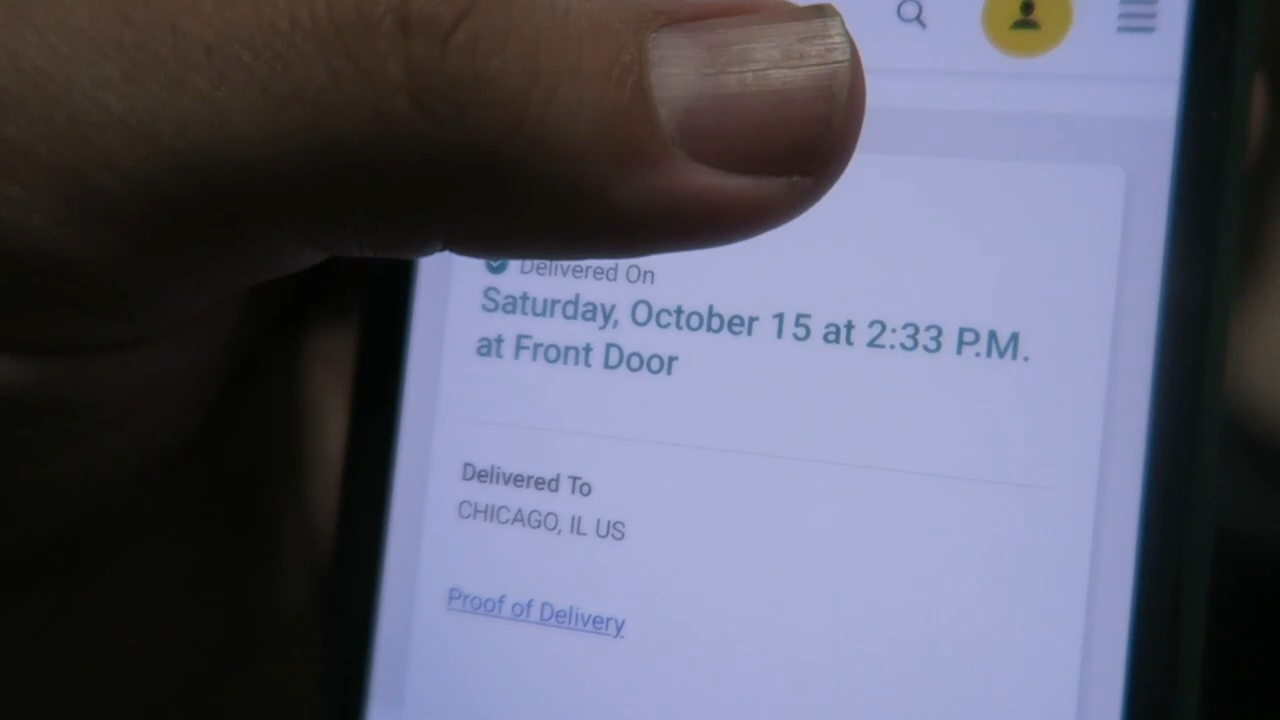 Delivered On
Saturday, October 15 at 2:33 P.M.
at Front Door
Delivered To
CHICAGO, IL US
Proof of Delivery